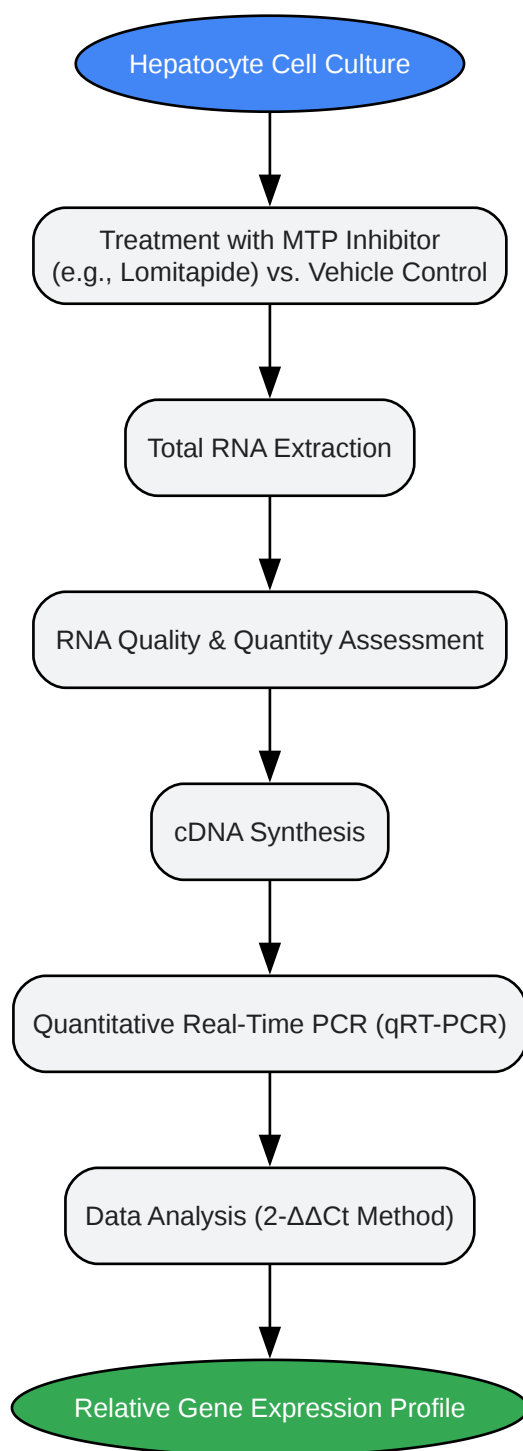 Hepatocyte Cell Culture
Treatment with MTP Inhibitor
(e.g., Lomitapide) vs. Vehicle Control
Total RNA Extraction
RNA Quality & Quantity Assessment
cDNA Synthesis
Quantitative Real-Time PCR (qRT-PCR)
Data Analysis (2-ΔΔCt Method)
Relative Gene Expression Profile